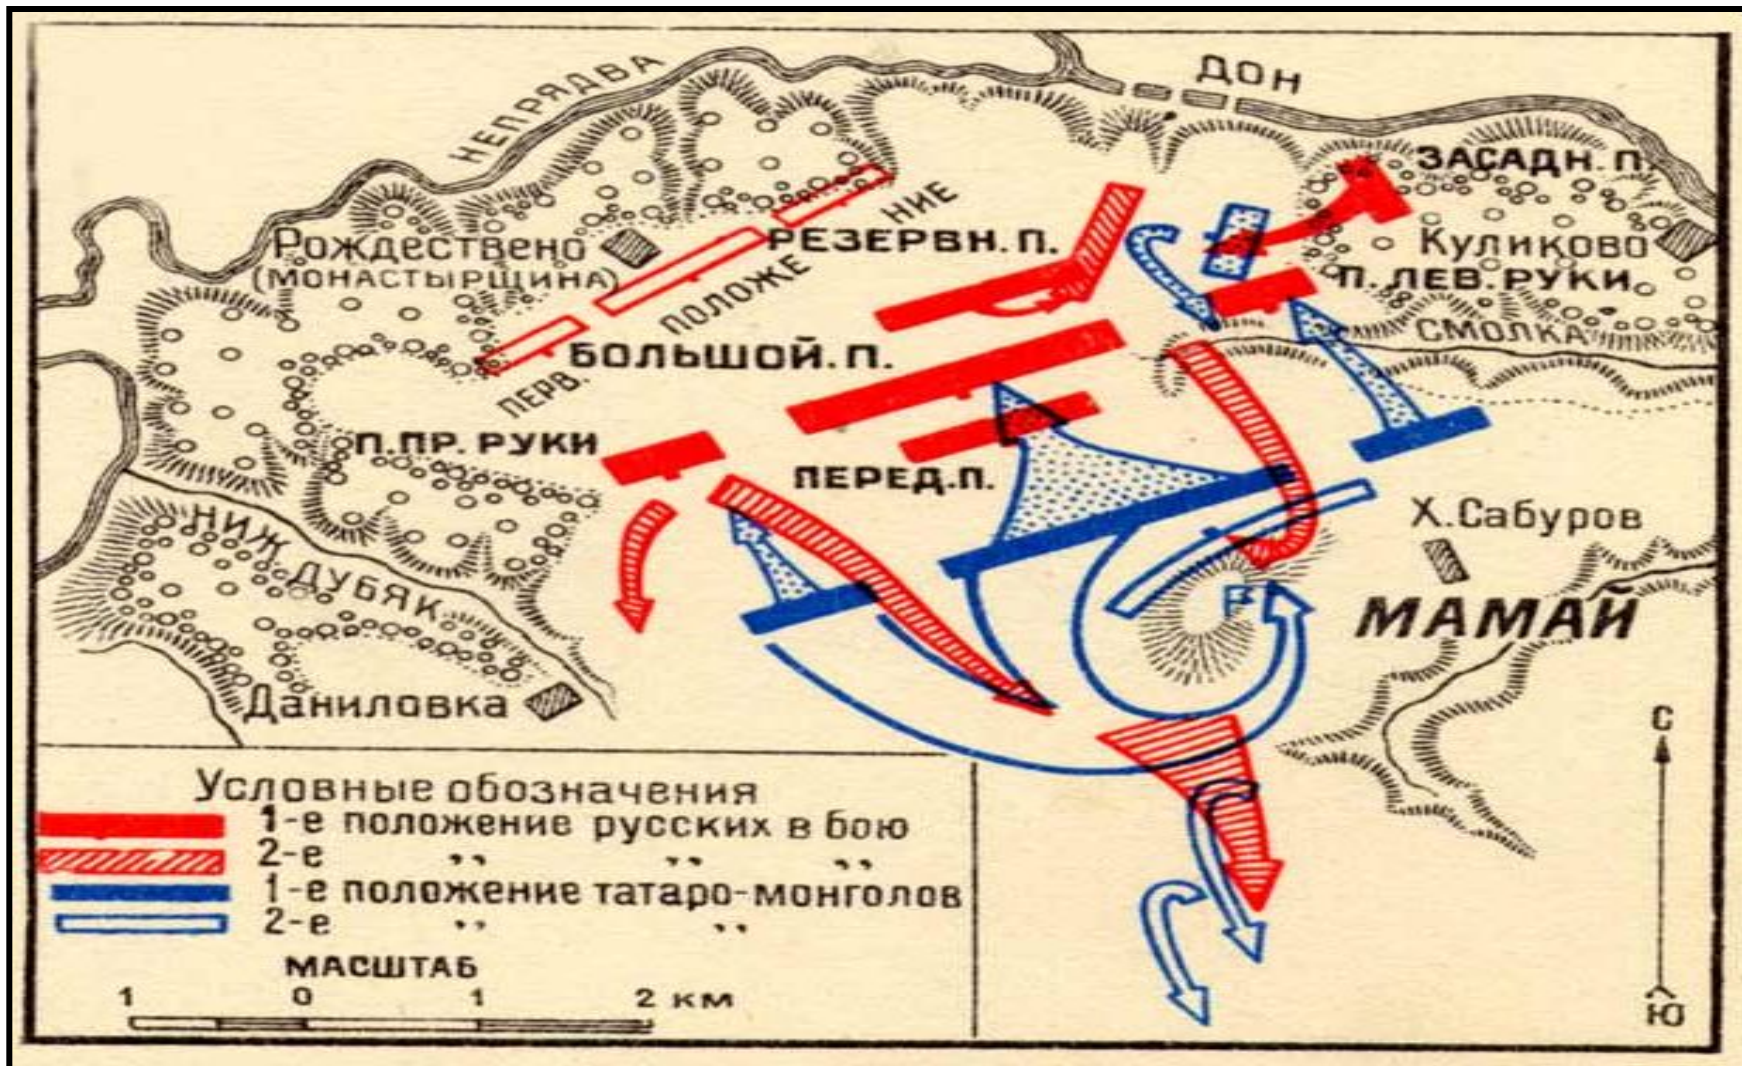 НЕПРЯДВА
ДОН
ЗАСАДН. П.
Рождествено
(МОНАСТЫРЩИНА)
РЕЗЕРВН. П.
Куликово
П. ЛЕВ. РУКИ
СМОЛКА
ПЕРВ. ПОЛОЖЕНИЕ
БОЛЬШОЙ. П.
П. ПР. РУКИ
ПЕРЕД. П.
Х. Сабуров
НИЖ ДУБЯК
МАМАЙ
Даниловка
С
Ю
Условные обозначения
1-е положение русских в бою
2-е „ „ „
1-е положение татаро-монголов
2-е „ „
МАСШТАБ
1 0 1 2 км